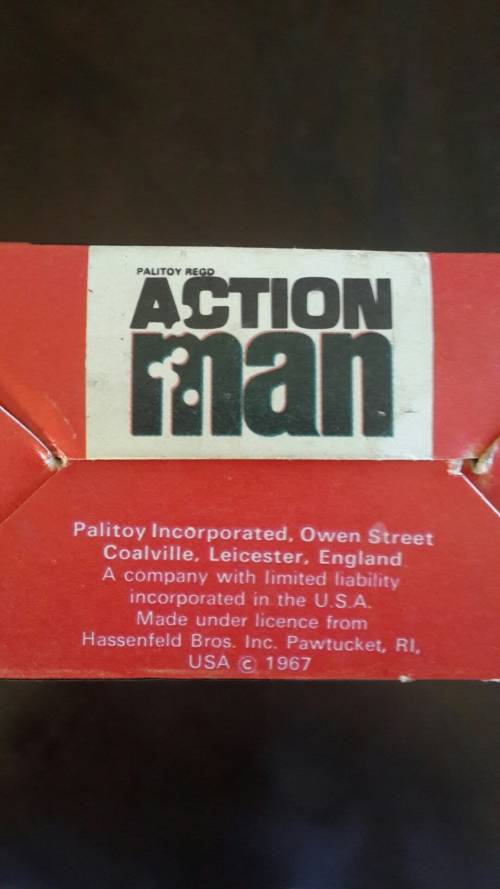 PALITOY REGD
ACTION
man
Palitoy Incorporated, Owen Street
Coalville, Leicester, England
A company with limited liability
incorporated in the U.S.A.
Made under licence from
Hassenfeld Bros. Inc. Pawtucket, RI,
USA © 1967